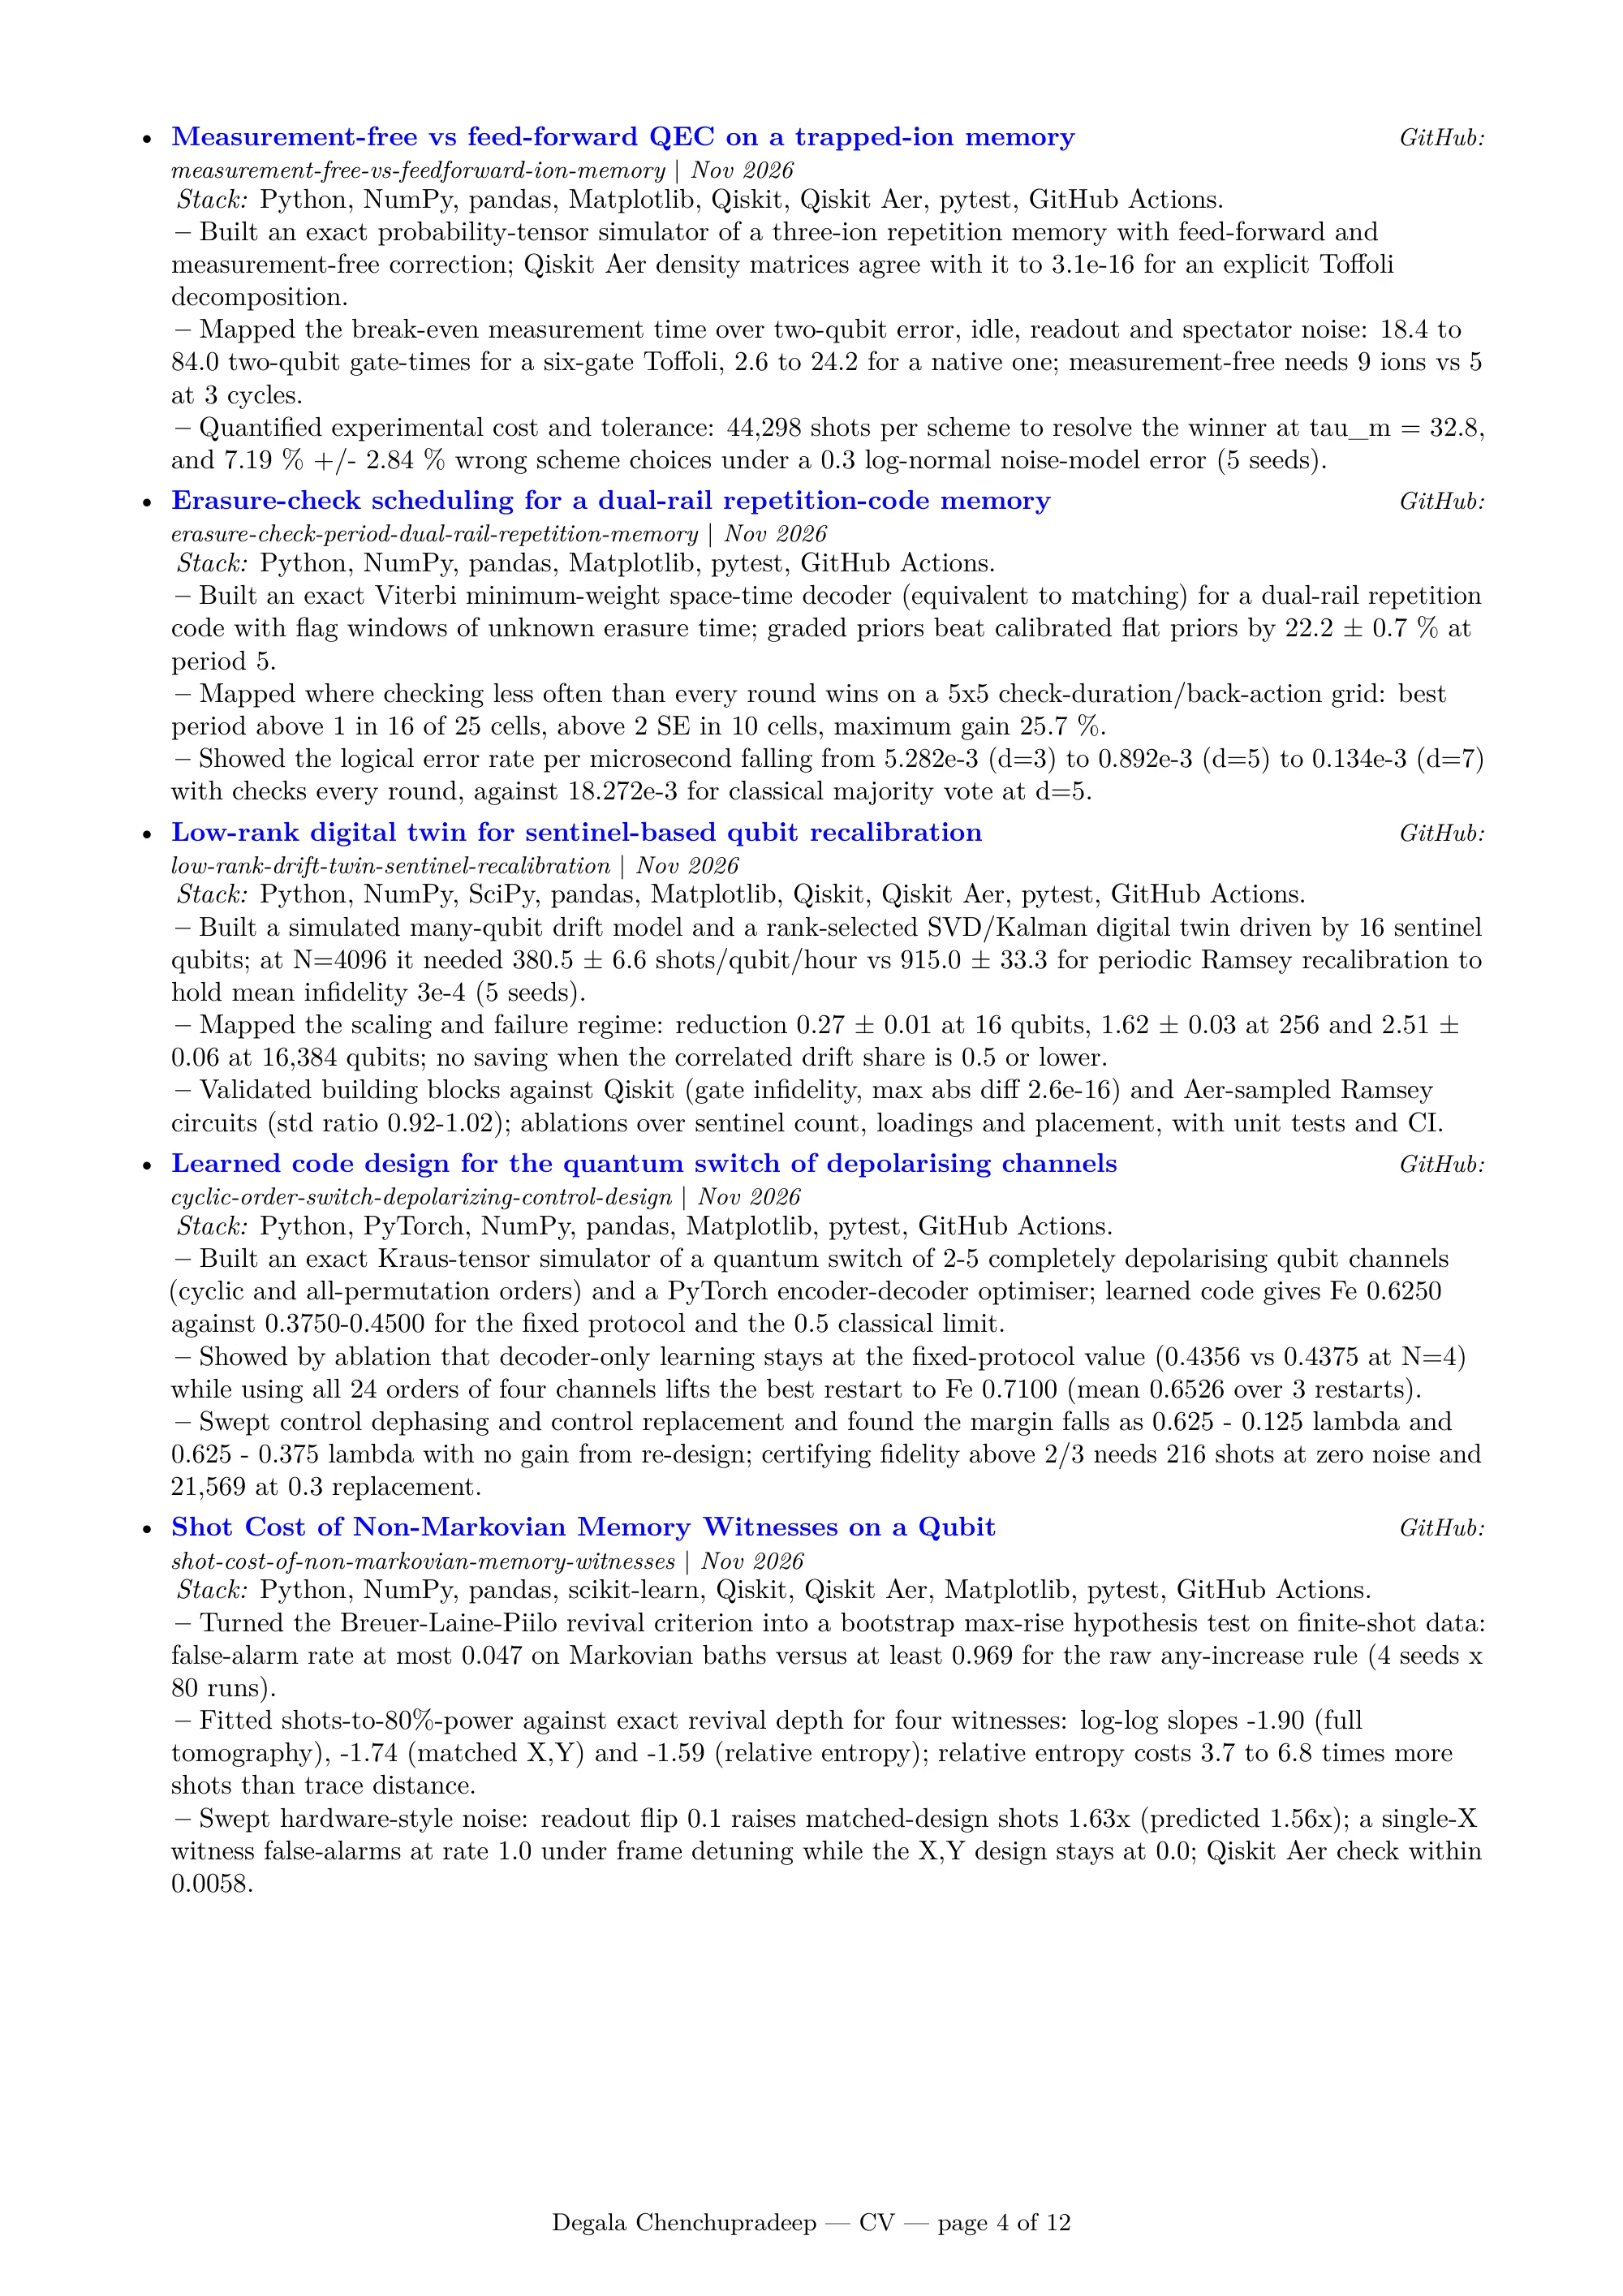 • Measurement-free vs feed-forward QEC on a trapped-ion memory GitHub:
measurement-free-vs-feedforward-ion-memory | Nov 2026
Stack: Python, NumPy, pandas, Matplotlib, Qiskit, Qiskit Aer, pytest, GitHub Actions.
– Built an exact probability-tensor simulator of a three-ion repetition memory with feed-forward and
measurement-free correction; Qiskit Aer density matrices agree with it to 3.1e-16 for an explicit Toffoli
decomposition.
– Mapped the break-even measurement time over two-qubit error, idle, readout and spectator noise: 18.4 to
84.0 two-qubit gate-times for a six-gate Toffoli, 2.6 to 24.2 for a native one; measurement-free needs 9 ions vs 5
at 3 cycles.
– Quantified experimental cost and tolerance: 44,298 shots per scheme to resolve the winner at tau_m = 32.8,
and 7.19 % +/- 2.84 % wrong scheme choices under a 0.3 log-normal noise-model error (5 seeds).
• Erasure-check scheduling for a dual-rail repetition-code memory GitHub:
erasure-check-period-dual-rail-repetition-memory | Nov 2026
Stack: Python, NumPy, pandas, Matplotlib, pytest, GitHub Actions.
– Built an exact Viterbi minimum-weight space-time decoder (equivalent to matching) for a dual-rail repetition
code with flag windows of unknown erasure time; graded priors beat calibrated flat priors by 22.2 ± 0.7 % at
period 5.
– Mapped where checking less often than every round wins on a 5x5 check-duration/back-action grid: best
period above 1 in 16 of 25 cells, above 2 SE in 10 cells, maximum gain 25.7 %.
– Showed the logical error rate per microsecond falling from 5.282e-3 (d=3) to 0.892e-3 (d=5) to 0.134e-3 (d=7)
with checks every round, against 18.272e-3 for classical majority vote at d=5.
• Low-rank digital twin for sentinel-based qubit recalibration GitHub:
low-rank-drift-twin-sentinel-recalibration | Nov 2026
Stack: Python, NumPy, SciPy, pandas, Matplotlib, Qiskit, Qiskit Aer, pytest, GitHub Actions.
– Built a simulated many-qubit drift model and a rank-selected SVD/Kalman digital twin driven by 16 sentinel
qubits; at N=4096 it needed 380.5 ± 6.6 shots/qubit/hour vs 915.0 ± 33.3 for periodic Ramsey recalibration to
hold mean infidelity 3e-4 (5 seeds).
– Mapped the scaling and failure regime: reduction 0.27 ± 0.01 at 16 qubits, 1.62 ± 0.03 at 256 and 2.51 ±
0.06 at 16,384 qubits; no saving when the correlated drift share is 0.5 or lower.
– Validated building blocks against Qiskit (gate infidelity, max abs diff 2.6e-16) and Aer-sampled Ramsey
circuits (std ratio 0.92-1.02); ablations over sentinel count, loadings and placement, with unit tests and CI.
• Learned code design for the quantum switch of depolarising channels GitHub:
cyclic-order-switch-depolarizing-control-design | Nov 2026
Stack: Python, PyTorch, NumPy, pandas, Matplotlib, pytest, GitHub Actions.
– Built an exact Kraus-tensor simulator of a quantum switch of 2-5 completely depolarising qubit channels
(cyclic and all-permutation orders) and a PyTorch encoder-decoder optimiser; learned code gives Fe 0.6250
against 0.3750-0.4500 for the fixed protocol and the 0.5 classical limit.
– Showed by ablation that decoder-only learning stays at the fixed-protocol value (0.4356 vs 0.4375 at N=4)
while using all 24 orders of four channels lifts the best restart to Fe 0.7100 (mean 0.6526 over 3 restarts).
– Swept control dephasing and control replacement and found the margin falls as 0.625 - 0.125 lambda and
0.625 - 0.375 lambda with no gain from re-design; certifying fidelity above 2/3 needs 216 shots at zero noise and
21,569 at 0.3 replacement.
• Shot Cost of Non-Markovian Memory Witnesses on a Qubit GitHub:
shot-cost-of-non-markovian-memory-witnesses | Nov 2026
Stack: Python, NumPy, pandas, scikit-learn, Qiskit, Qiskit Aer, Matplotlib, pytest, GitHub Actions.
– Turned the Breuer-Laine-Piilo revival criterion into a bootstrap max-rise hypothesis test on finite-shot data:
false-alarm rate at most 0.047 on Markovian baths versus at least 0.969 for the raw any-increase rule (4 seeds x
80 runs).
– Fitted shots-to-80%-power against exact revival depth for four witnesses: log-log slopes -1.90 (full
tomography), -1.74 (matched X,Y) and -1.59 (relative entropy); relative entropy costs 3.7 to 6.8 times more
shots than trace distance.
– Swept hardware-style noise: readout flip 0.1 raises matched-design shots 1.63x (predicted 1.56x); a single-X
witness false-alarms at rate 1.0 under frame detuning while the X,Y design stays at 0.0; Qiskit Aer check within
0.0058.
Degala Chenchupradeep — CV — page 4 of 12